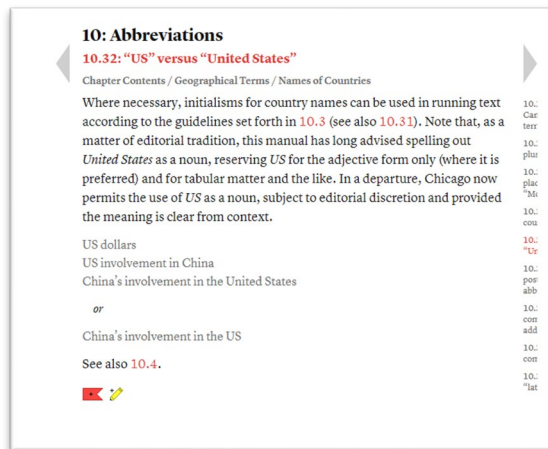 10: Abbreviations
10.32: “US” versus “United States”
Chapter Contents / Geographical Terms / Names of Countries
Where necessary, initialisms for country names can be used in running text
according to the guidelines set forth in 10.3 (see also 10.31). Note that, as a
matter of editorial tradition, this manual has long advised spelling out
United States as a noun, reserving US for the adjective form only (where it is
preferred) and for tabular matter and the like. In a departure, Chicago now
permits the use of US as a noun, subject to editorial discretion and provided
the meaning is clear from context.
US dollars
US involvement in China
China’s involvement in the United States
or
China’s involvement in the US
See also 10.4.